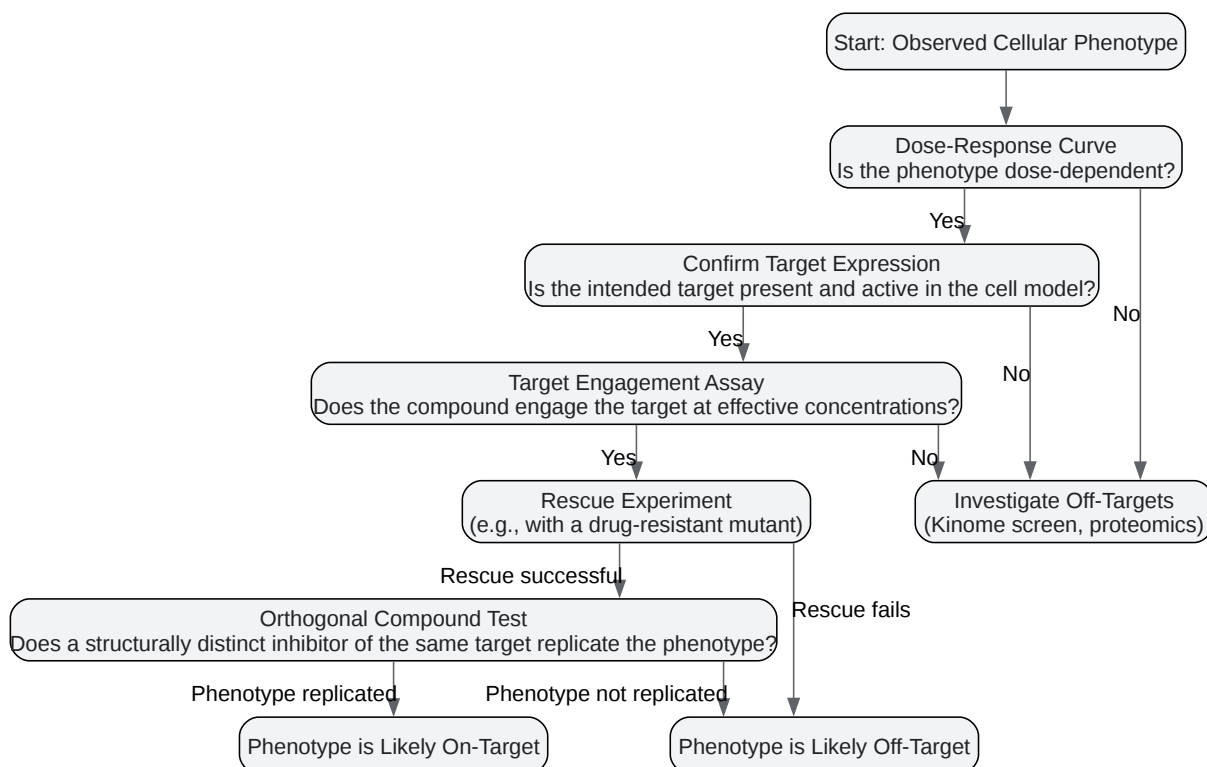 Start: Observed Cellular Phenotype
Dose-Response Curve
Is the phenotype dose-dependent?
Yes
Confirm Target Expression
Is the intended target present and active in the cell model?
No
Yes
No
Target Engagement Assay
Does the compound engage the target at effective concentrations?
Yes
No
Rescue Experiment
(e.g., with a drug-resistant mutant)
Investigate Off-Targets
(Kinome screen, proteomics)
Rescue successful
Orthogonal Compound Test
Does a structurally distinct inhibitor of the same target replicate the phenotype?
Rescue fails
Phenotype replicated
Phenotype not replicated
Phenotype is Likely On-Target
Phenotype is Likely Off-Target